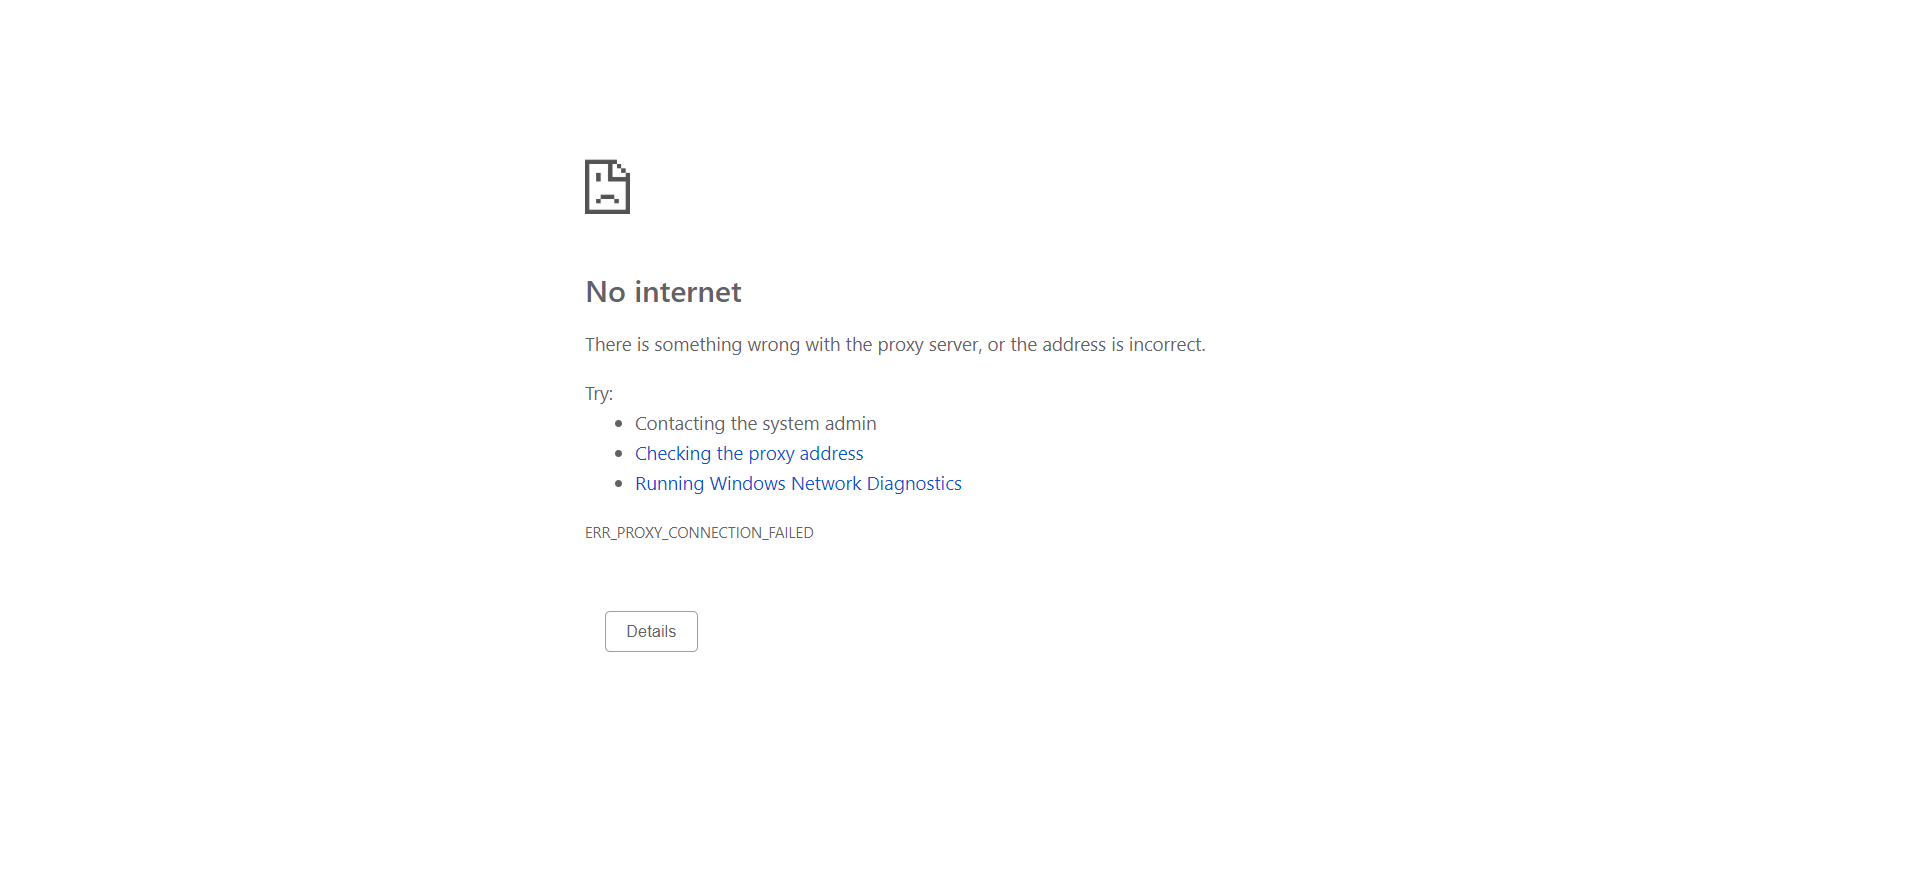 No internet
There is something wrong with the proxy server, or the address is incorrect.
Try:
Contacting the system admin
Checking the proxy address
Running Windows Network Diagnostics
ERR_PROXY_CONNECTION_FAILED
Details